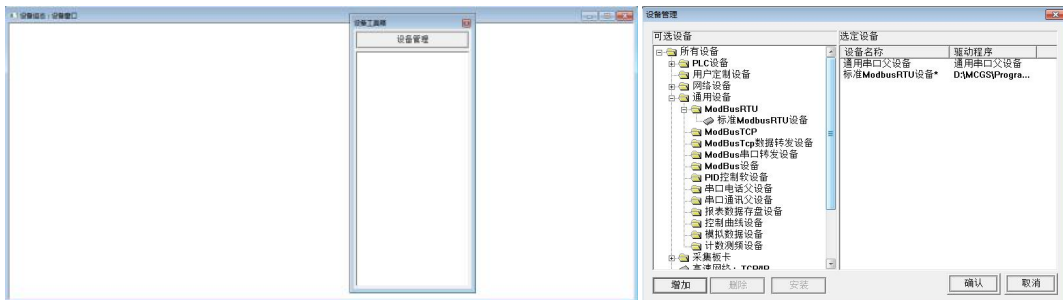 设备组态：设备窗口
设备工具箱
设备管理
设备管理
可选设备
所有设备
PLC设备
用户定制设备
网络设备
通用设备
ModBusRTU
标准ModbusRTU设备
ModBusTCP
ModBusTcp数据转发设备
ModBus串口转发设备
ModBus设备
PID控制软设备
串口电话父设备
串口通讯父设备
报表数据存盘设备
控制曲线设备
模拟数据设备
计数测频设备
采集板卡
选定设备
设备名称 驱动程序
通用串口父设备 通用串口父设备
标准ModbusRTU设备* D:\MCGS\Progra...
增加 删除 安装 确认 取消